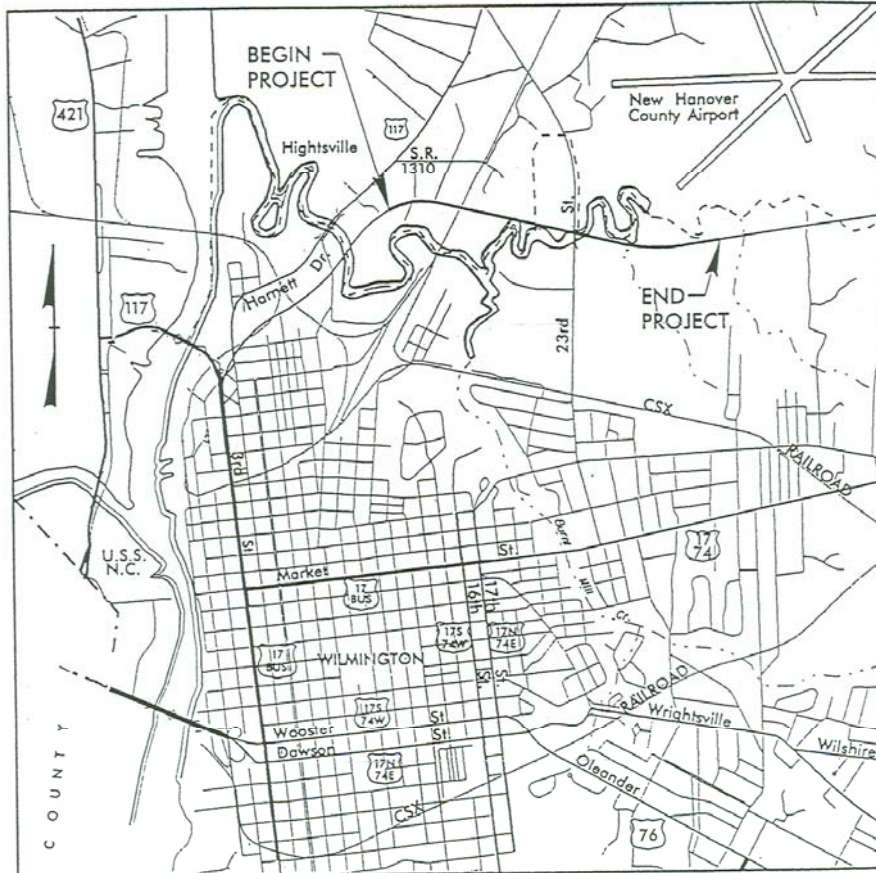 BEGIN
PROJECT
421
117
New Hanover
County Airport
Hightsville
S.R.
1310
St.
Harnett Dr.
117
END
PROJECT
23rd
CSX
RAILROAD
3rd
St
U.S.S.
N.C.
Market St.
17
BUS
16th
17th
Burnt
Mill
Cr.
17
74
17
BUS
WILMINGTON
17S
74W
17N
74E
St.
St.
RAILROAD
Wrightsville
Wilshire
17S
74W
Wooster St
Dawson St.
17N
74E
Oleander
CSX
76
COUNTY